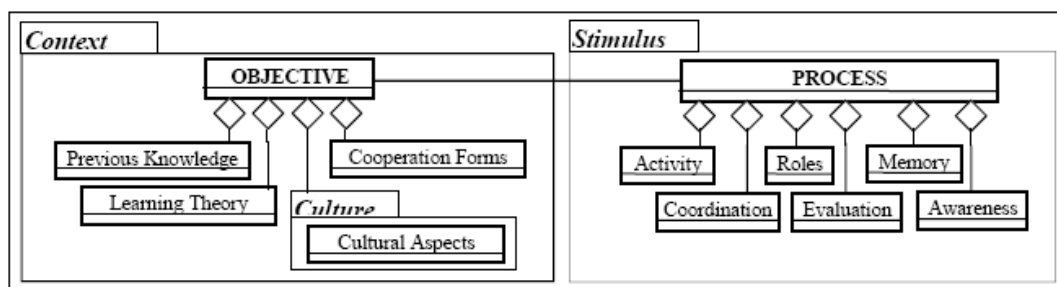 Context
Stimulus
OBJECTIVE
PROCESS
Previous Knowledge
Cooperation Forms
Learning Theory
Culture
Cultural Aspects
Activity
Roles
Memory
Coordination
Evaluation
Awareness